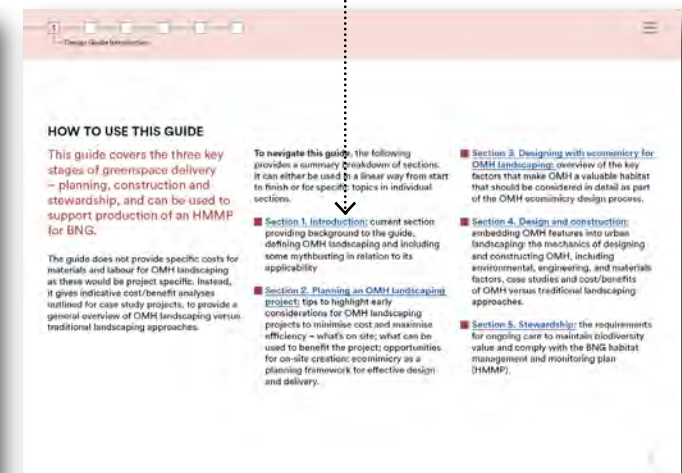 1
Design Guide Introduction
HOW TO USE THIS GUIDE
This guide covers the three key
stages of greenspace delivery
– planning, construction and
stewardship, and can be used to
support production of an HMMP
for BNG.
The guide does not provide specific costs for
materials and labour for OMH landscaping
as these would be project specific. Instead,
it gives indicative cost/benefit analyses
outlined for case study projects, to provide a
general overview of OMH landscaping versus
traditional landscaping approaches.
To navigate this guide, the following
provides a summary breakdown of sections.
It can either be used in a linear way from start
to finish or for specific topics in individual
sections.
Section 1. Introduction: current section
providing background to the guide,
defining OMH landscaping and including
some mythbusting in relation to its
applicability
Section 2. Planning an OMH landscaping
project: tips to highlight early
considerations for OMH landscaping
projects to minimise cost and maximise
efficiency – what's on site; what can be
used to benefit the project; opportunities
for on-site creation; ecomimicry as a
planning framework for effective design
and delivery.
Section 3. Designing with ecomimicry for
OMH landscaping: overview of the key
factors that make OMH a valuable habitat
that should be considered in detail as part
of the OMH ecomimicry design process.
Section 4. Design and construction:
embedding OMH features into urban
landscaping: the mechanics of designing
and constructing OMH, including
environmental, engineering, and materials
factors, case studies and cost/benefits
of OMH versus traditional landscaping
approaches.
Section 5. Stewardship: the requirements
for ongoing care to maintain biodiversity
value and comply with the BNG habitat
management and monitoring plan
(HMMP).